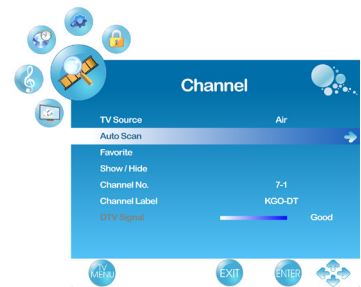 Channel
TV Source Air
Auto Scan
Favorite
Show / Hide
Channel No. 7-1
Channel Label KGO-DT
DTV Signal Good
TV MENU EXIT ENTER